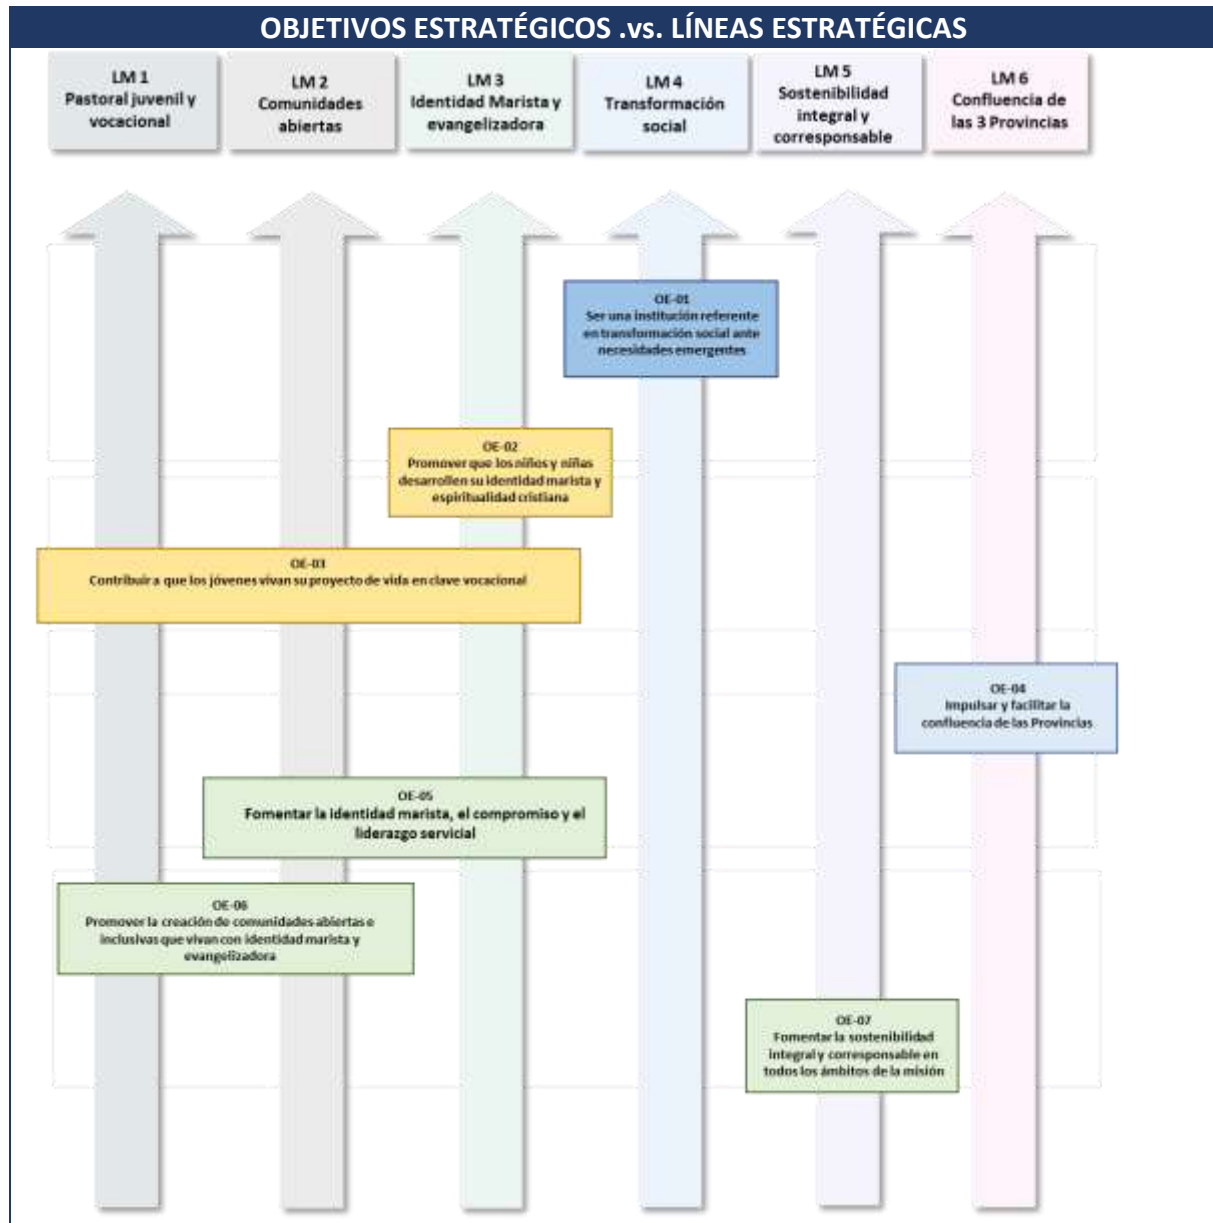 OBJETIVOS ESTRATÉGICOS .vs. LÍNEAS ESTRATÉGICAS
LM 1
Pastoral juvenil y
vocacional
LM 2
Comunidades
abiertas
LM 3
Identidad Marista y
evangelizadora
LM 4
Transformación
social
LM 5
Sostenibilidad
integral y
corresponsable
LM 6
Confluencia de
las 3 Provincias
OE-01
Ser una institución referente
en transformación social ante
necesidades emergentes
OE-02
Promover que los niños y niñas
desarrollen su identidad marista y
espiritualidad cristiana
OE-03
Contribuir a que los jóvenes vivan su proyecto de vida en clave vocacional
OE-04
Impulsar y facilitar la
confluencia de las Provincias
OE-05
Fomentar la identidad marista, el compromiso y el
liderazgo servicial
OE-06
Promover la creación de comunidades abiertas e
inclusivas que vivan con identidad marista y
evangelizadora
OE-07
Fomentar la sostenibilidad
integral y corresponsable en
todos los ámbitos de la misión